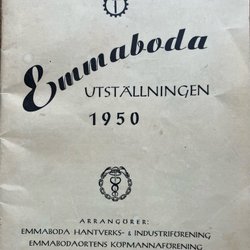 Emmaboda
UTSTÄLLNINGEN
1950
ARRANGÖRER:
EMMABODA HANTVERKS- & INDUSTRIFÖRENING
EMMABODAORTENS KÖPMANNAFÖRENING